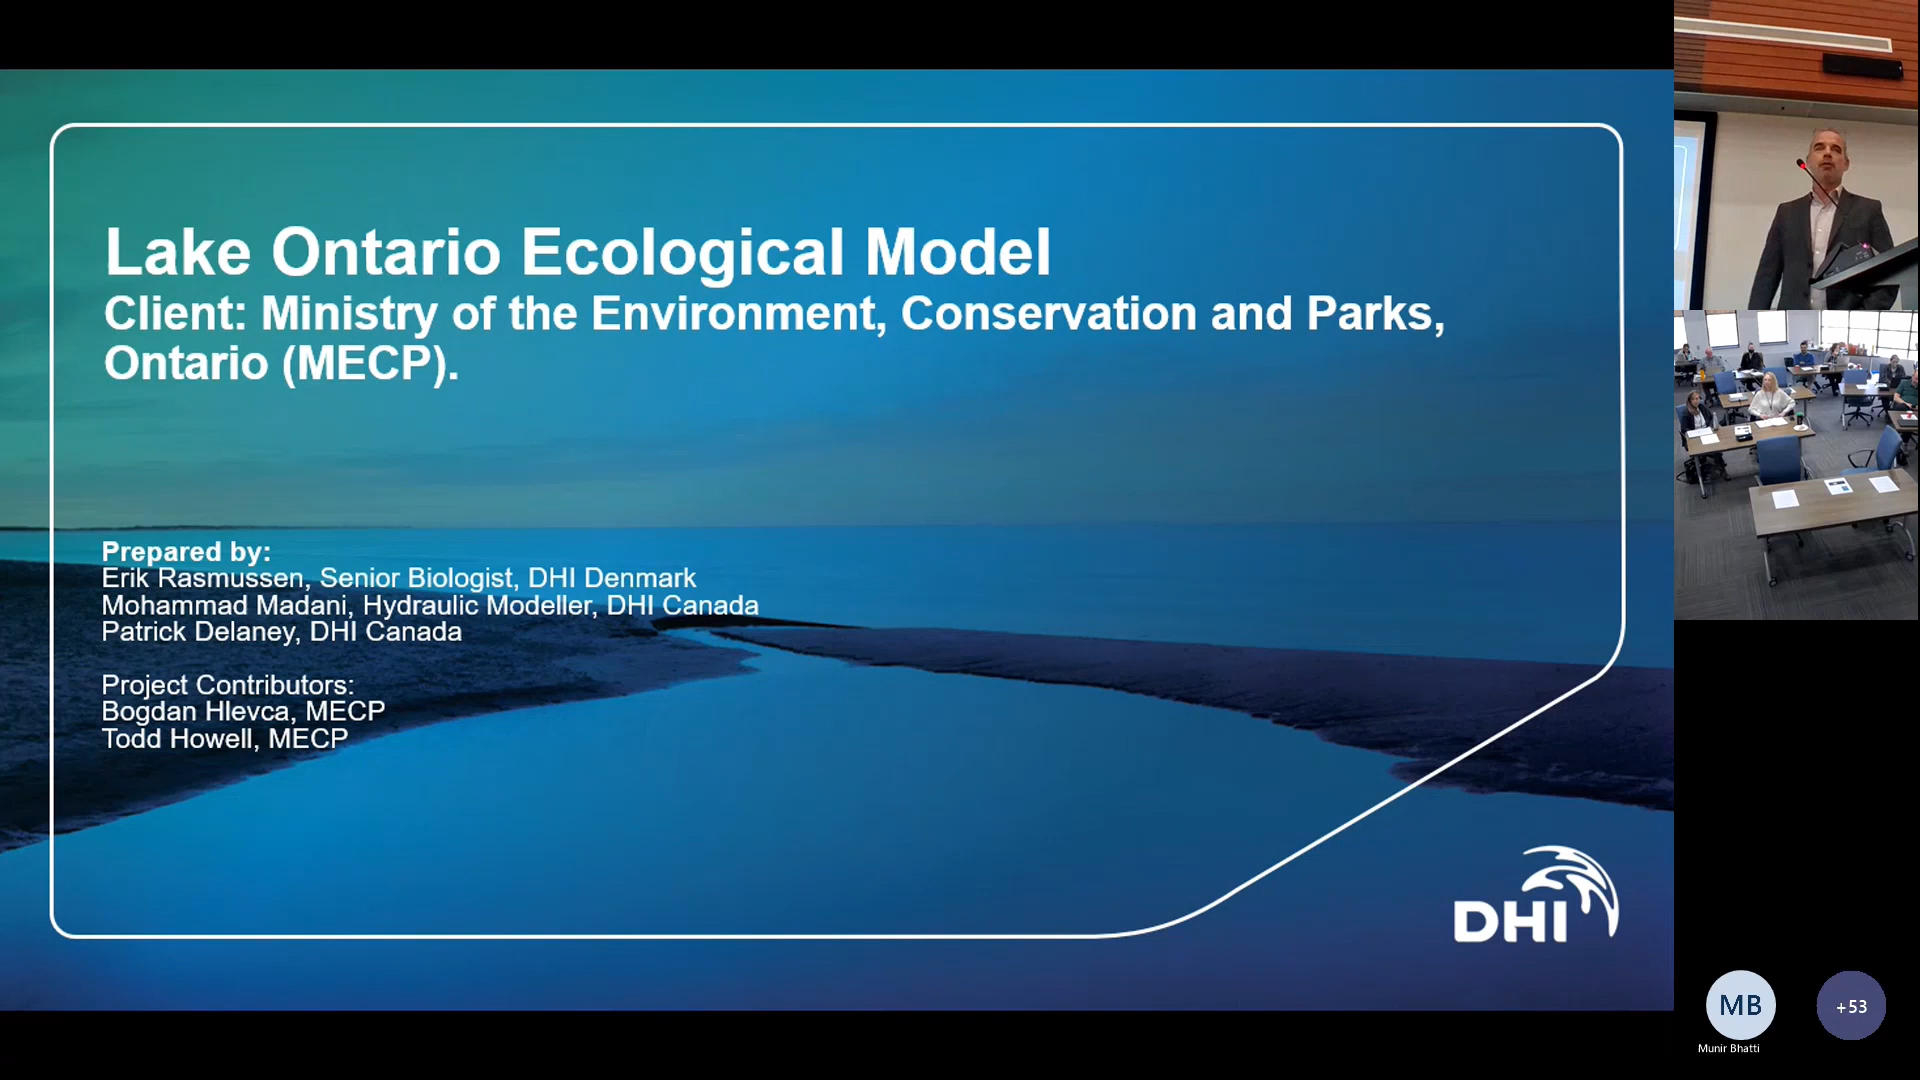 Lake Ontario Ecological Model
Client: Ministry of the Environment, Conservation and Parks,
Ontario (MECP).
Prepared by:
Erik Rasmussen, Senior Biologist, DHI Denmark
Mohammad Madani, Hydraulic Modeller, DHI Canada
Patrick Delaney, DHI Canada
Project Contributors:
Bogdan Hlevca, MECP
Todd Howell, MECP
DHI
MB
+53
Munir Bhatti